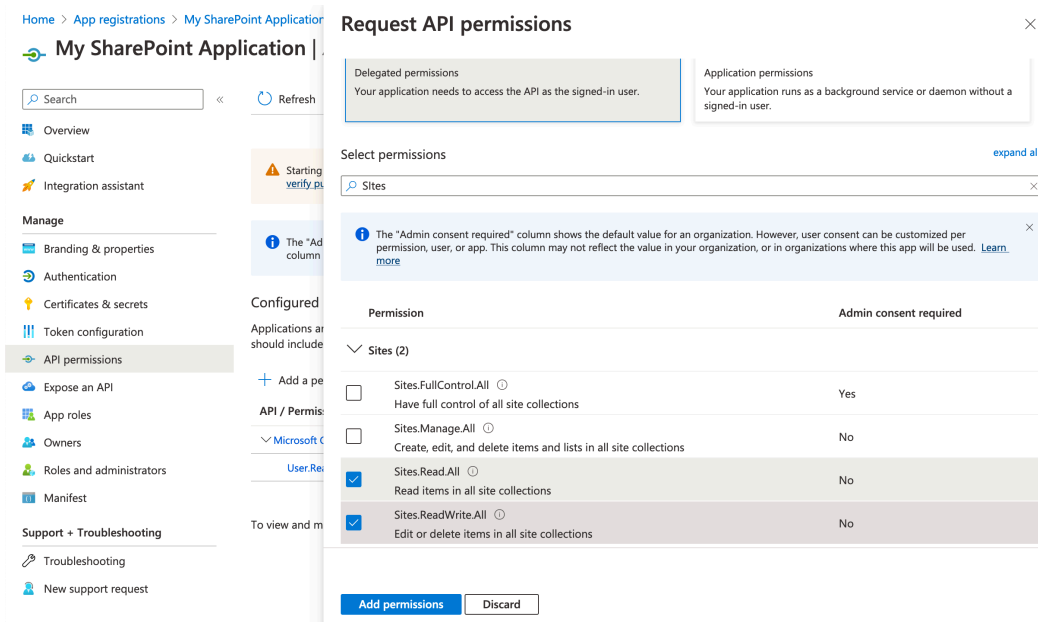 Home > App registrations > My SharePoint Application
My SharePoint Application |
Search
«
Overview
Quickstart
Integration assistant
Manage
Branding & properties
Authentication
Certificates & secrets
Token configuration
API permissions
Expose an API
App roles
Owners
Roles and administrators
Manifest
Support + Troubleshooting
Troubleshooting
New support request
Refresh
Starting
verify pu
The "Ad
column
Configured
Applications ar
should include
Add a pe
API / Permis
Microsoft G
User.Rea
To view and m
Request API permissions
Delegated permissions
Your application needs to access the API as the signed-in user.
Application permissions
Your application runs as a background service or daemon without a
signed-in user.
Select permissions
expand al
SItes
The "Admin consent required" column shows the default value for an organization. However, user consent can be customized per
permission, user, or app. This column may not reflect the value in your organization, or in organizations where this app will be used. Learn
more
Permission Admin consent required
Sites (2)
Sites.FullControl.All
Have full control of all site collections
Yes
Sites.Manage.All
Create, edit, and delete items and lists in all site collections
No
Sites.Read.All
Read items in all site collections
No
Sites.ReadWrite.All
Edit or delete items in all site collections
No
Add permissions Discard